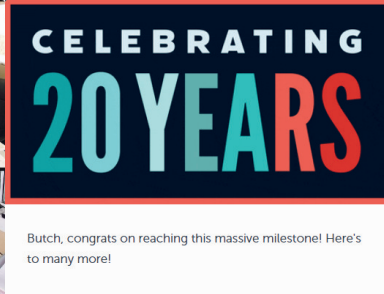 CELEBRATING
20 YEARS
Butch, congrats on reaching this massive milestone! Here's
to many more!